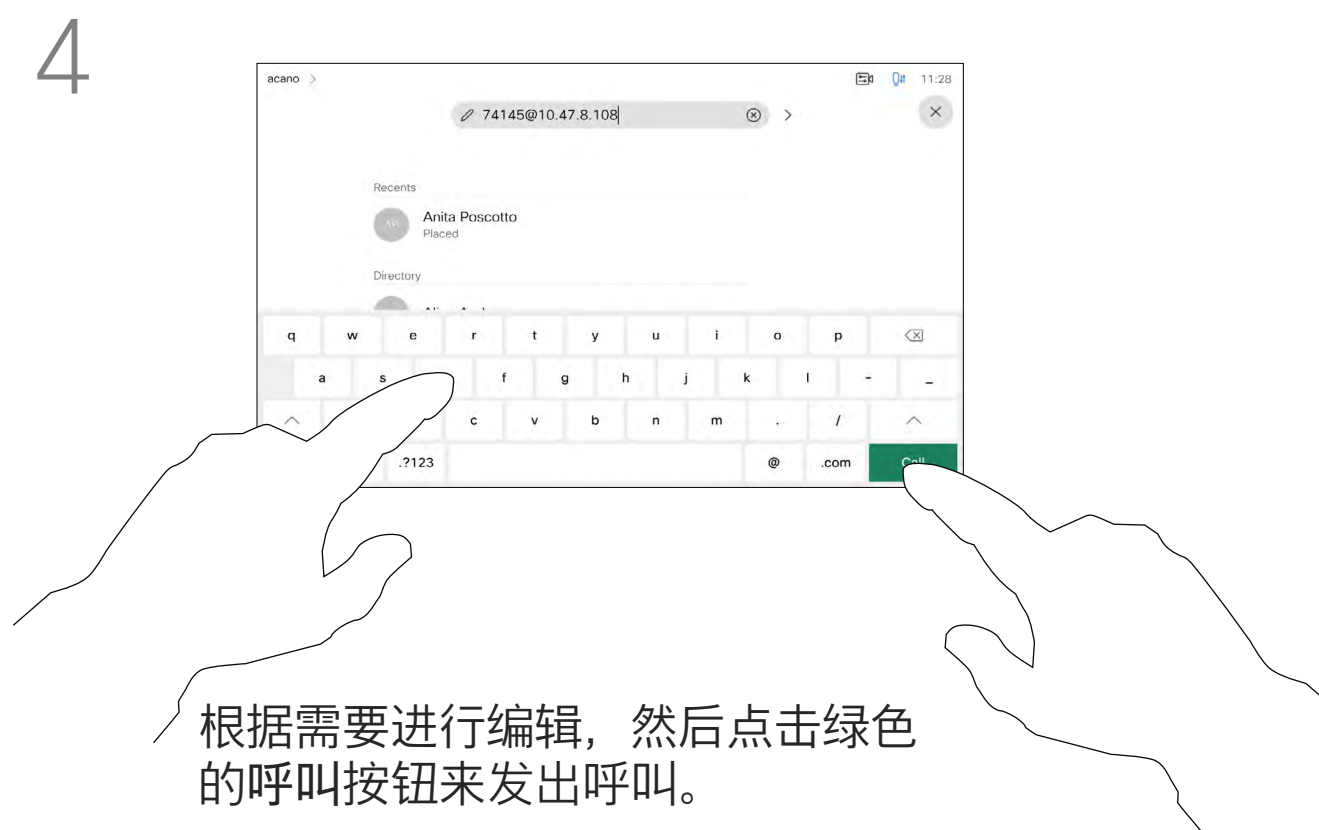 4
acano >
11:28
74145@10.47.8.108
Recents
AP
Anita Poscotto
Placed
Directory
q w e r t y u i o p
a s f g h j k l - _
c v b n m . /
.?123 @ .com Call
根据需要进行编辑，然后点击绿色
的呼叫按钮来发出呼叫。